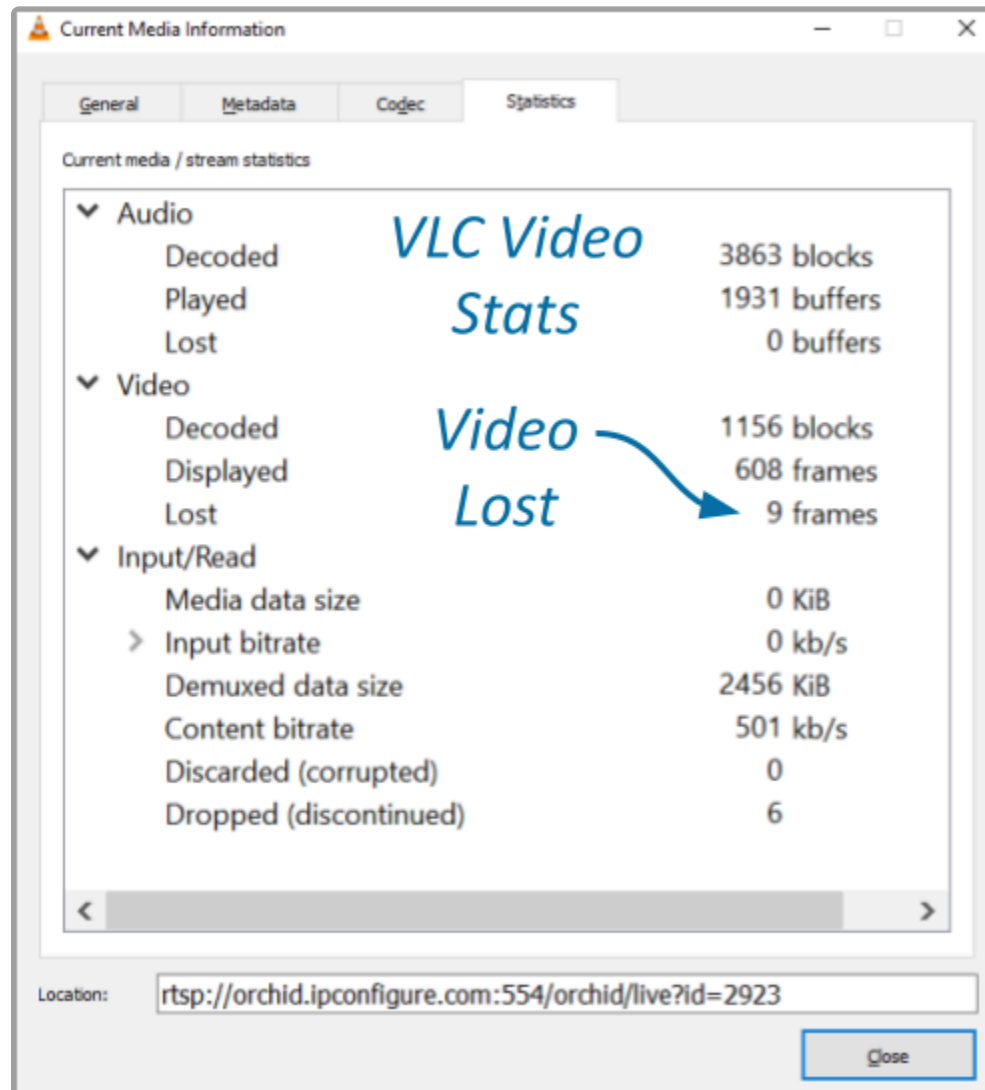 Current Media Information
General Metadata Codec Statistics
Current media / stream statistics
Audio
VLC Video
Stats
Decoded 3863 blocks
Played 1931 buffers
Lost 0 buffers
Video
Video
Lost
Decoded 1156 blocks
Displayed 608 frames
Lost 9 frames
Input/Read
Media data size 0 KiB
Input bitrate 0 kb/s
Demuxed data size 2456 KiB
Content bitrate 501 kb/s
Discarded (corrupted) 0
Dropped (discontinued) 6
Location: rtsp://orchid.ipconfigure.com:554/orchid/live?id=2923
Close